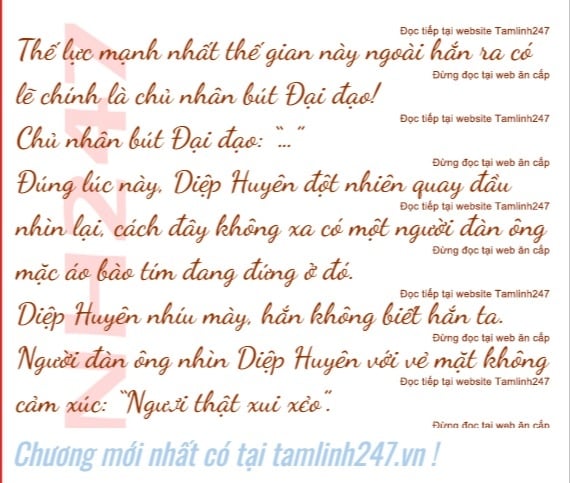 Đọc tiếp tại website Tamlinh247
Thế lực mạnh nhất thế gian này ngoài hắn ra có
Đừng đọc tại web ăn cắp
lẽ chính là chủ nhân bút Đại đạo!
Đọc tiếp tại website Tamlinh247
Chủ nhân bút Đại đạo: “...”
Đừng đọc tại web ăn cắp
Đúng lúc này, Diệp Huyên đột nhiên quay đầu
Đọc tiếp tại website Tamlinh247
nhìn lại, cách đây không xa có một người đàn ông
Đừng đọc tại web ăn cắp
mặc áo bào tím đang đứng ở đó.
Đọc tiếp tại website Tamlinh247
Diệp Huyên nhíu mày, hắn không biết hắn ta.
Đừng đọc tại web ăn cắp
Người đàn ông nhìn Diệp Huyên với vẻ mặt không
Đọc tiếp tại website Tamlinh247
cảm xúc: “Ngươi thật xui xẻo”.
Đừng đọc tại web ăn cắp
NH247
Chương mới nhất có tại tamlinh247.vn !